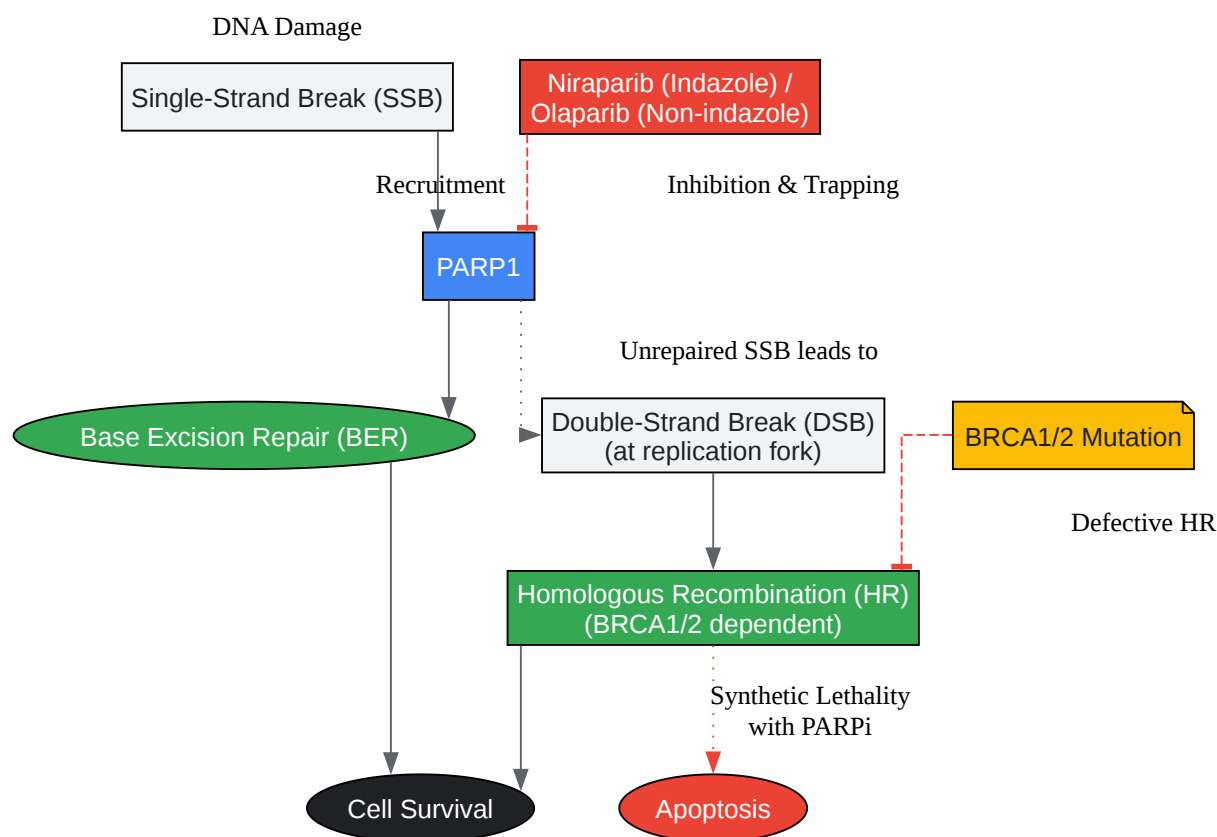 DNA Damage
Single-Strand Break (SSB)
Niraparib (Indazole) /
Olaparib (Non-indazole)
Recruitment
Inhibition & Trapping
PARP1
Unrepaired SSB leads to
Base Excision Repair (BER)
Double-Strand Break (DSB)
(at replication fork)
BRCA1/2 Mutation
Defective HR
Homologous Recombination (HR)
(BRCA1/2 dependent)
Synthetic Lethality
with PARPi
Cell Survival
Apoptosis